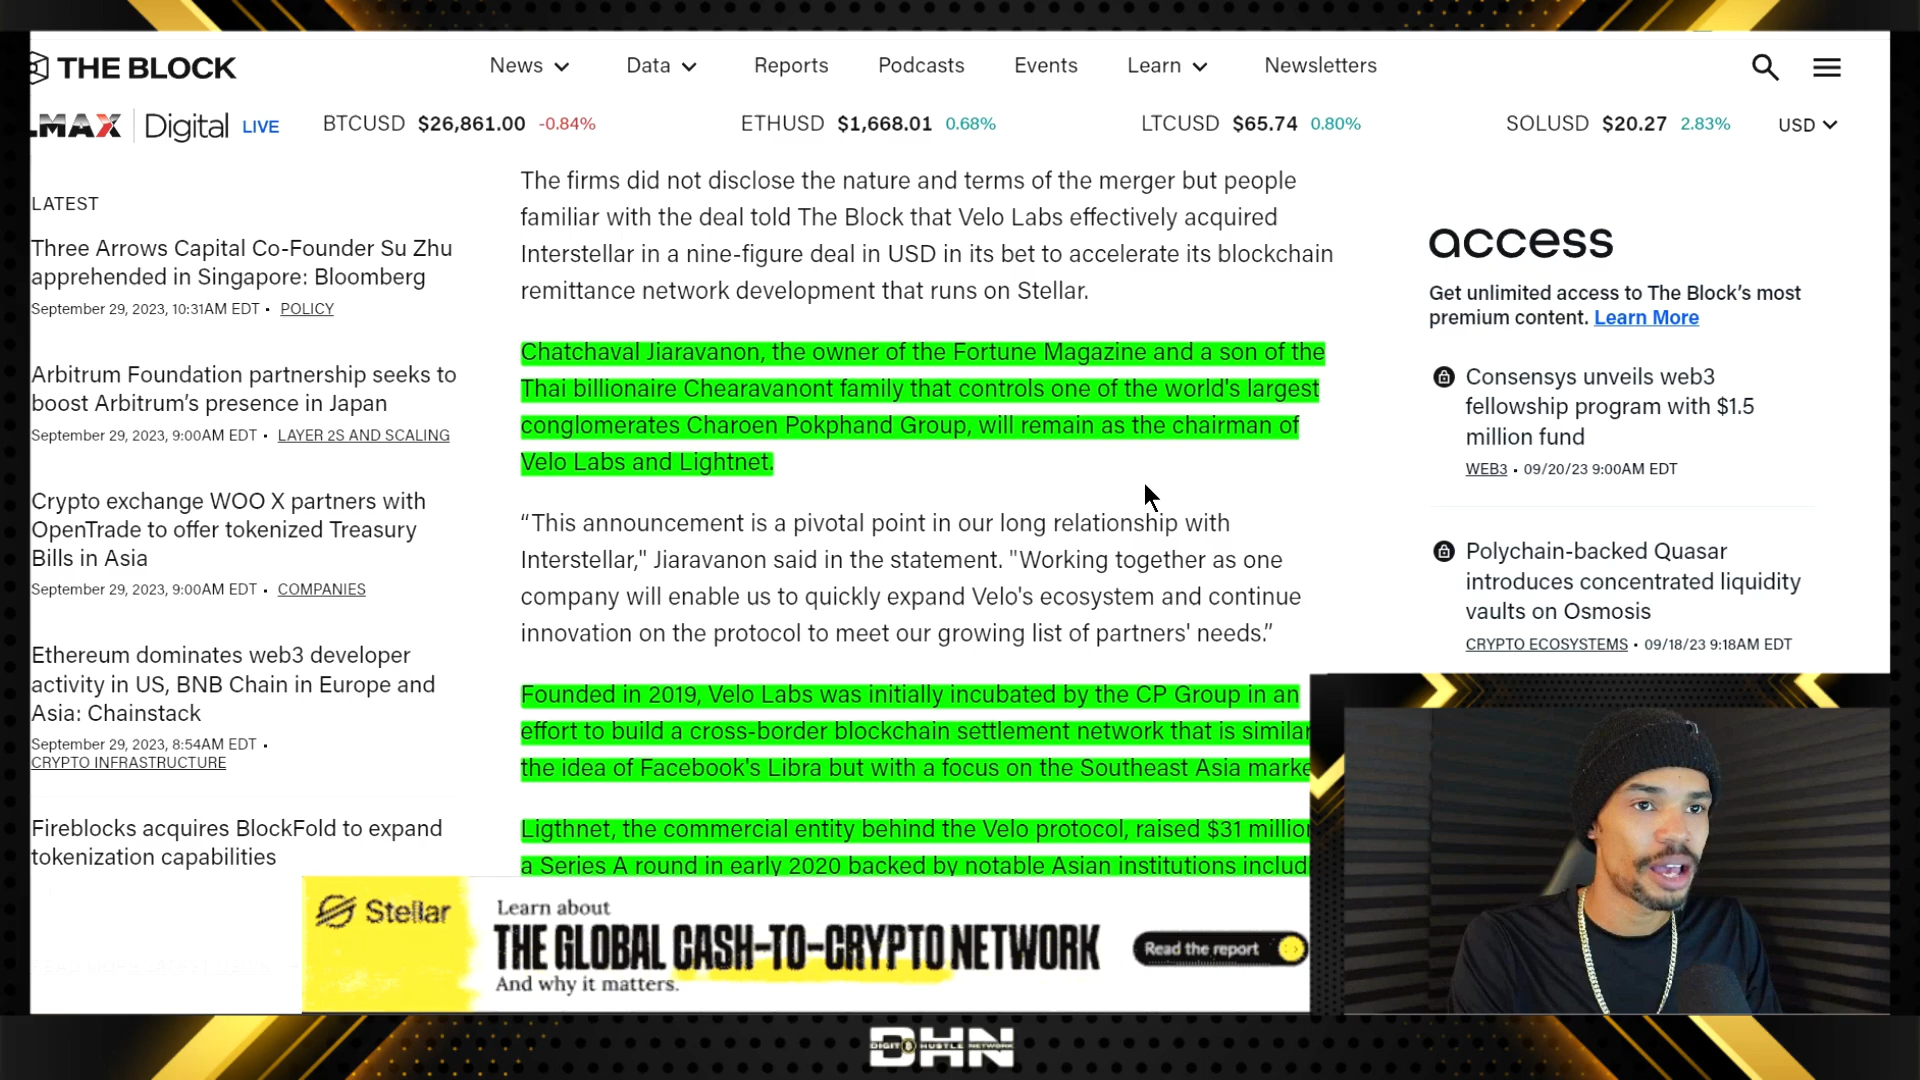 THE BLOCK
News
Data
Reports
Podcasts
Events
Learn
Newsletters
LMAX Digital LIVE
BTCUSD $26,861.00 -0.84%
ETHUSD $1,668.01 0.68%
LTCUSD $65.74 0.80%
SOLUSD $20.27 2.83%
USD
LATEST
Three Arrows Capital Co-Founder Su Zhu
apprehended in Singapore: Bloomberg
September 29, 2023, 10:31AM EDT • POLICY
Arbitrum Foundation partnership seeks to
boost Arbitrum’s presence in Japan
September 29, 2023, 9:00AM EDT • LAYER 2S AND SCALING
Crypto exchange WOO X partners with
OpenTrade to offer tokenized Treasury
Bills in Asia
September 29, 2023, 9:00AM EDT • COMPANIES
Ethereum dominates web3 developer
activity in US, BNB Chain in Europe and
Asia: Chainstack
September 29, 2023, 8:54AM EDT •
CRYPTO INFRASTRUCTURE
Fireblocks acquires BlockFold to expand
tokenization capabilities
The firms did not disclose the nature and terms of the merger but people
familiar with the deal told The Block that Velo Labs effectively acquired
Interstellar in a nine-figure deal in USD in its bet to accelerate its blockchain
remittance network development that runs on Stellar.
Chatchaval Jiaravanon, the owner of the Fortune Magazine and a son of the
Thai billionaire Chearavanont family that controls one of the world's largest
conglomerates Charoen Pokphand Group, will remain as the chairman of
Velo Labs and Lightnet.
“This announcement is a pivotal point in our long relationship with
Interstellar," Jiaravanon said in the statement. "Working together as one
company will enable us to quickly expand Velo's ecosystem and continue
innovation on the protocol to meet our growing list of partners' needs.”
Founded in 2019, Velo Labs was initially incubated by the CP Group in an
effort to build a cross-border blockchain settlement network that is similar
the idea of Facebook's Libra but with a focus on the Southeast Asia marke
Ligthnet, the commercial entity behind the Velo protocol, raised $31 million
a Series A round in early 2020 backed by notable Asian institutions includi
access
Get unlimited access to The Block’s most
premium content. Learn More
Consensys unveils web3
fellowship program with $1.5
million fund
WEB3 • 09/20/23 9:00AM EDT
Polychain-backed Quasar
introduces concentrated liquidity
vaults on Osmosis
CRYPTO ECOSYSTEMS • 09/18/23 9:18AM EDT
Stellar
Learn about
THE GLOBAL CASH-TO-CRYPTO NETWORK
And why it matters.
Read the report
DHN
DIGIT HUSTLE NETWORK